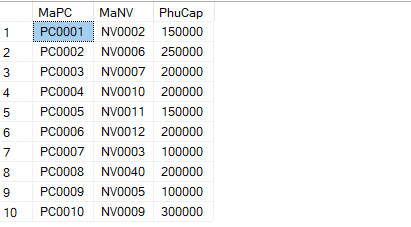 MaPC MaNV PhuCap
1 PC0001 NV0002 150000
2 PC0002 NV0006 250000
3 PC0003 NV0007 200000
4 PC0004 NV0010 200000
5 PC0005 NV0011 150000
6 PC0006 NV0012 200000
7 PC0007 NV0003 100000
8 PC0008 NV0040 200000
9 PC0009 NV0005 100000
10 PC0010 NV0009 300000